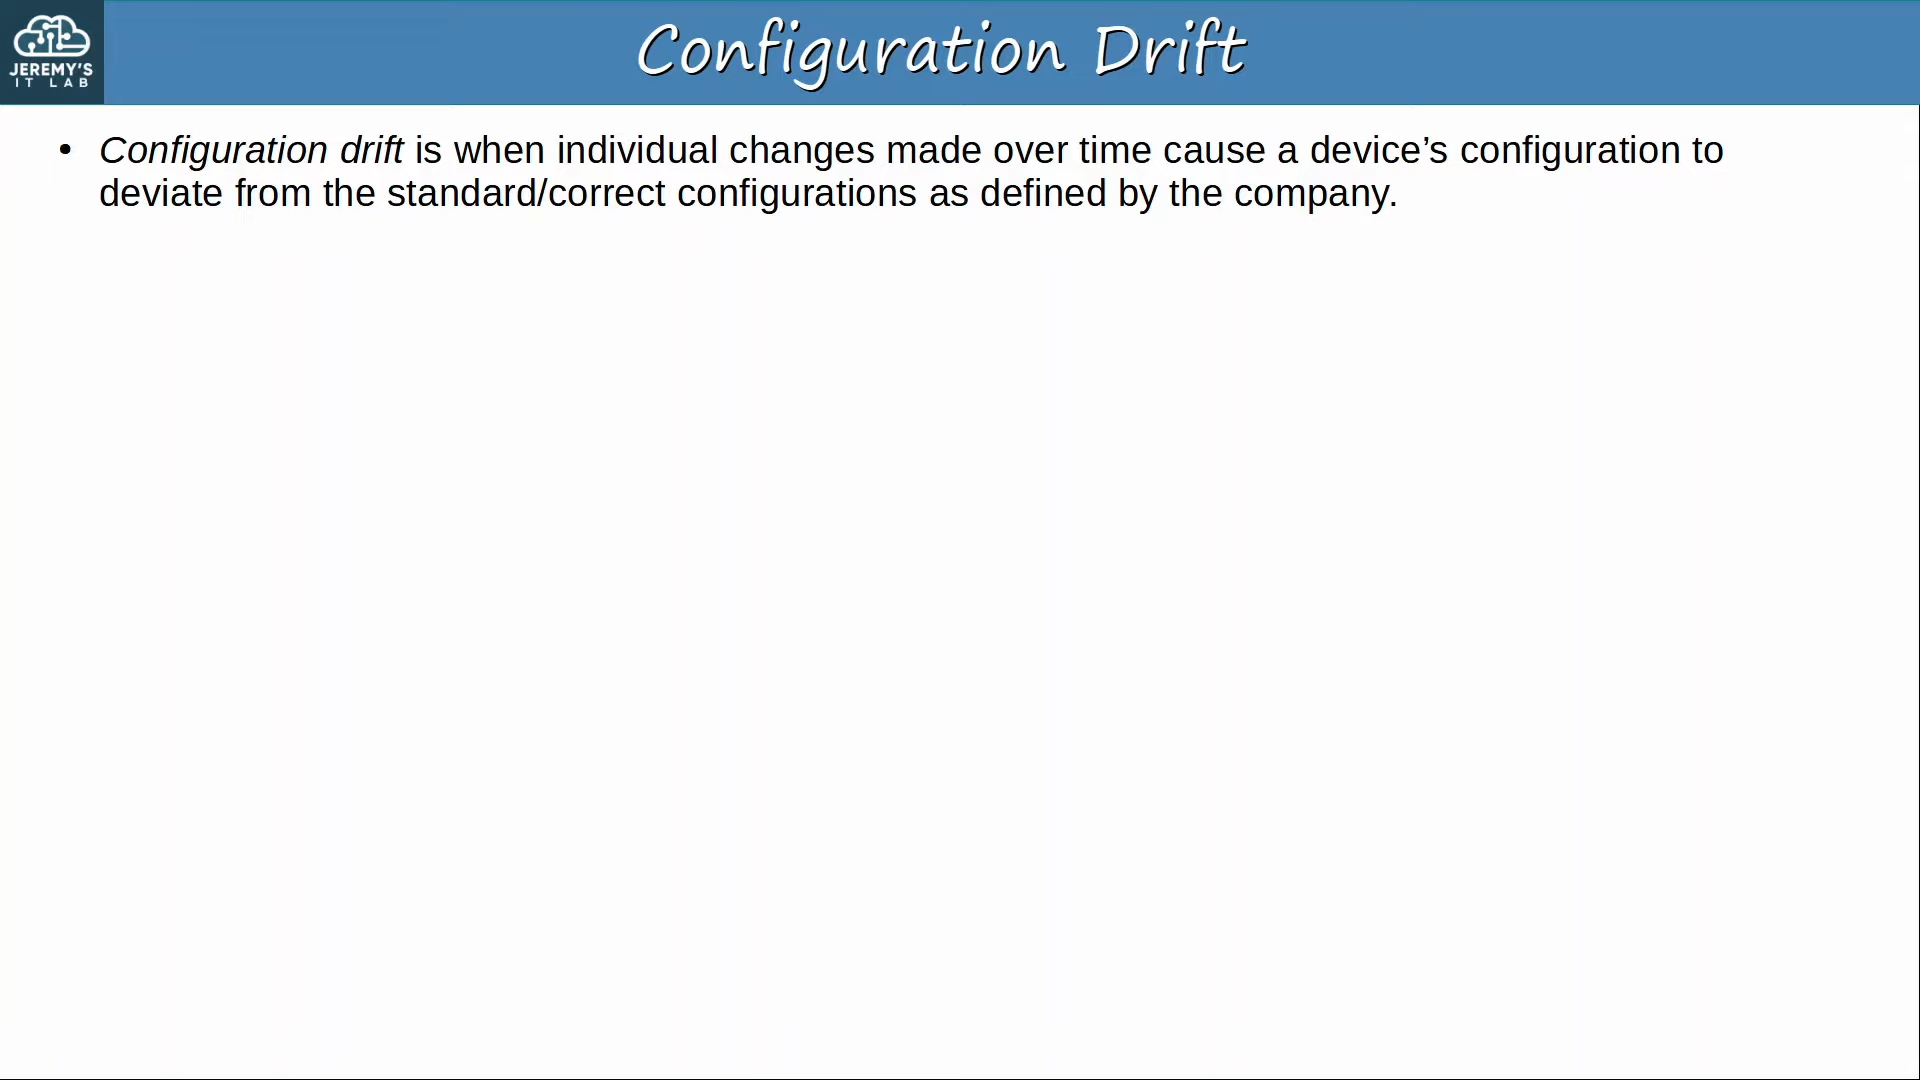 JEREMY'S
IT LAB
Configuration Drift
• Configuration drift is when individual changes made over time cause a device’s configuration to
deviate from the standard/correct configurations as defined by the company.